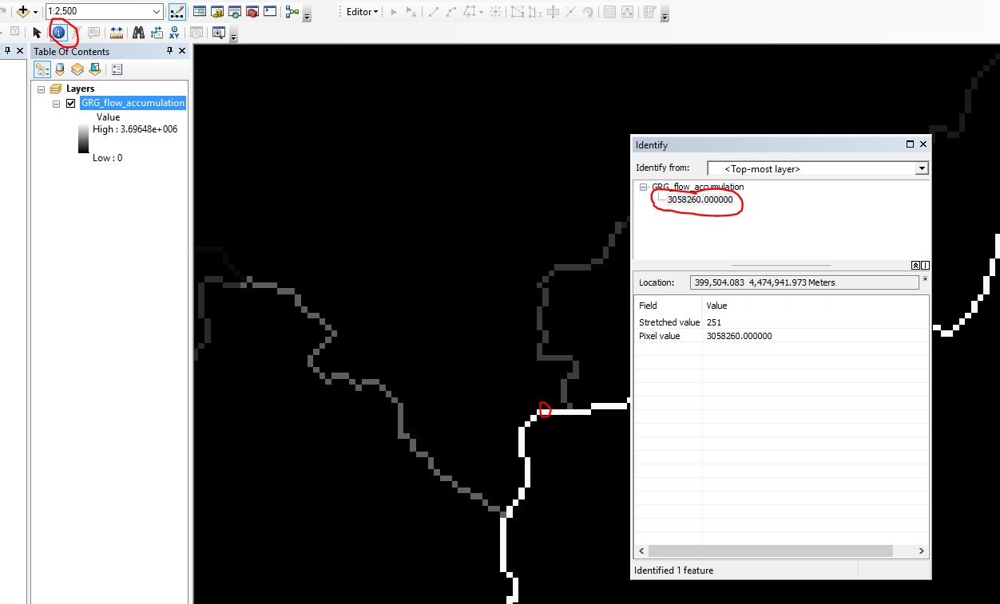 1:2,500
Editor
XY
Table Of Contents
Layers
GRG_flow_accumulation
Value
High : 3.69648e+006
Low : 0
Identify
Identify from:
<Top-most layer>
GRG_flow_accumulation
3058260.000000
Location:
399,504.083 4,474,941.973 Meters
Field Value
Stretched value 251
Pixel value 3058260.000000
Identified 1 feature